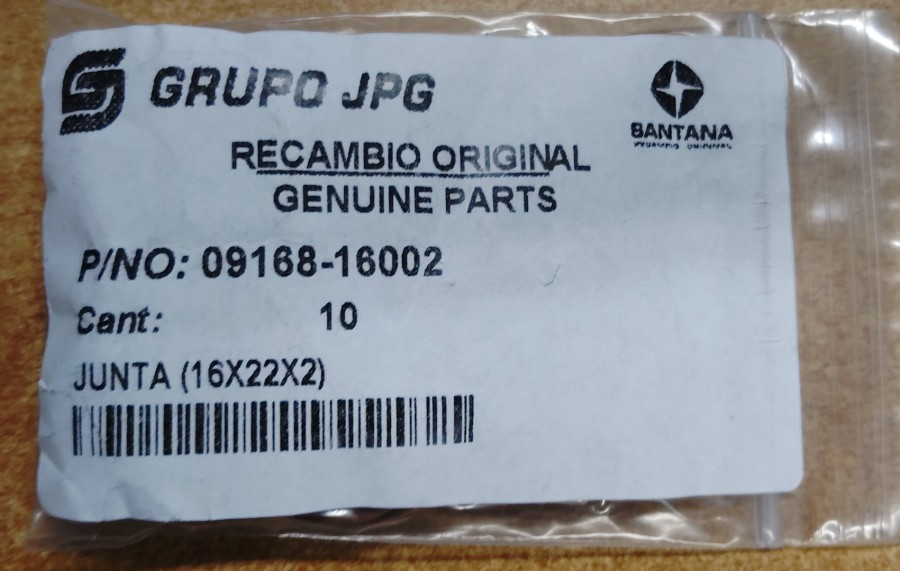 GRUPO JPG
SANTANA
RECAMBIO ORIGINAL
GENUINE PARTS
P/NO: 09168-16002
Cant: 10
JUNTA (16X22X2)